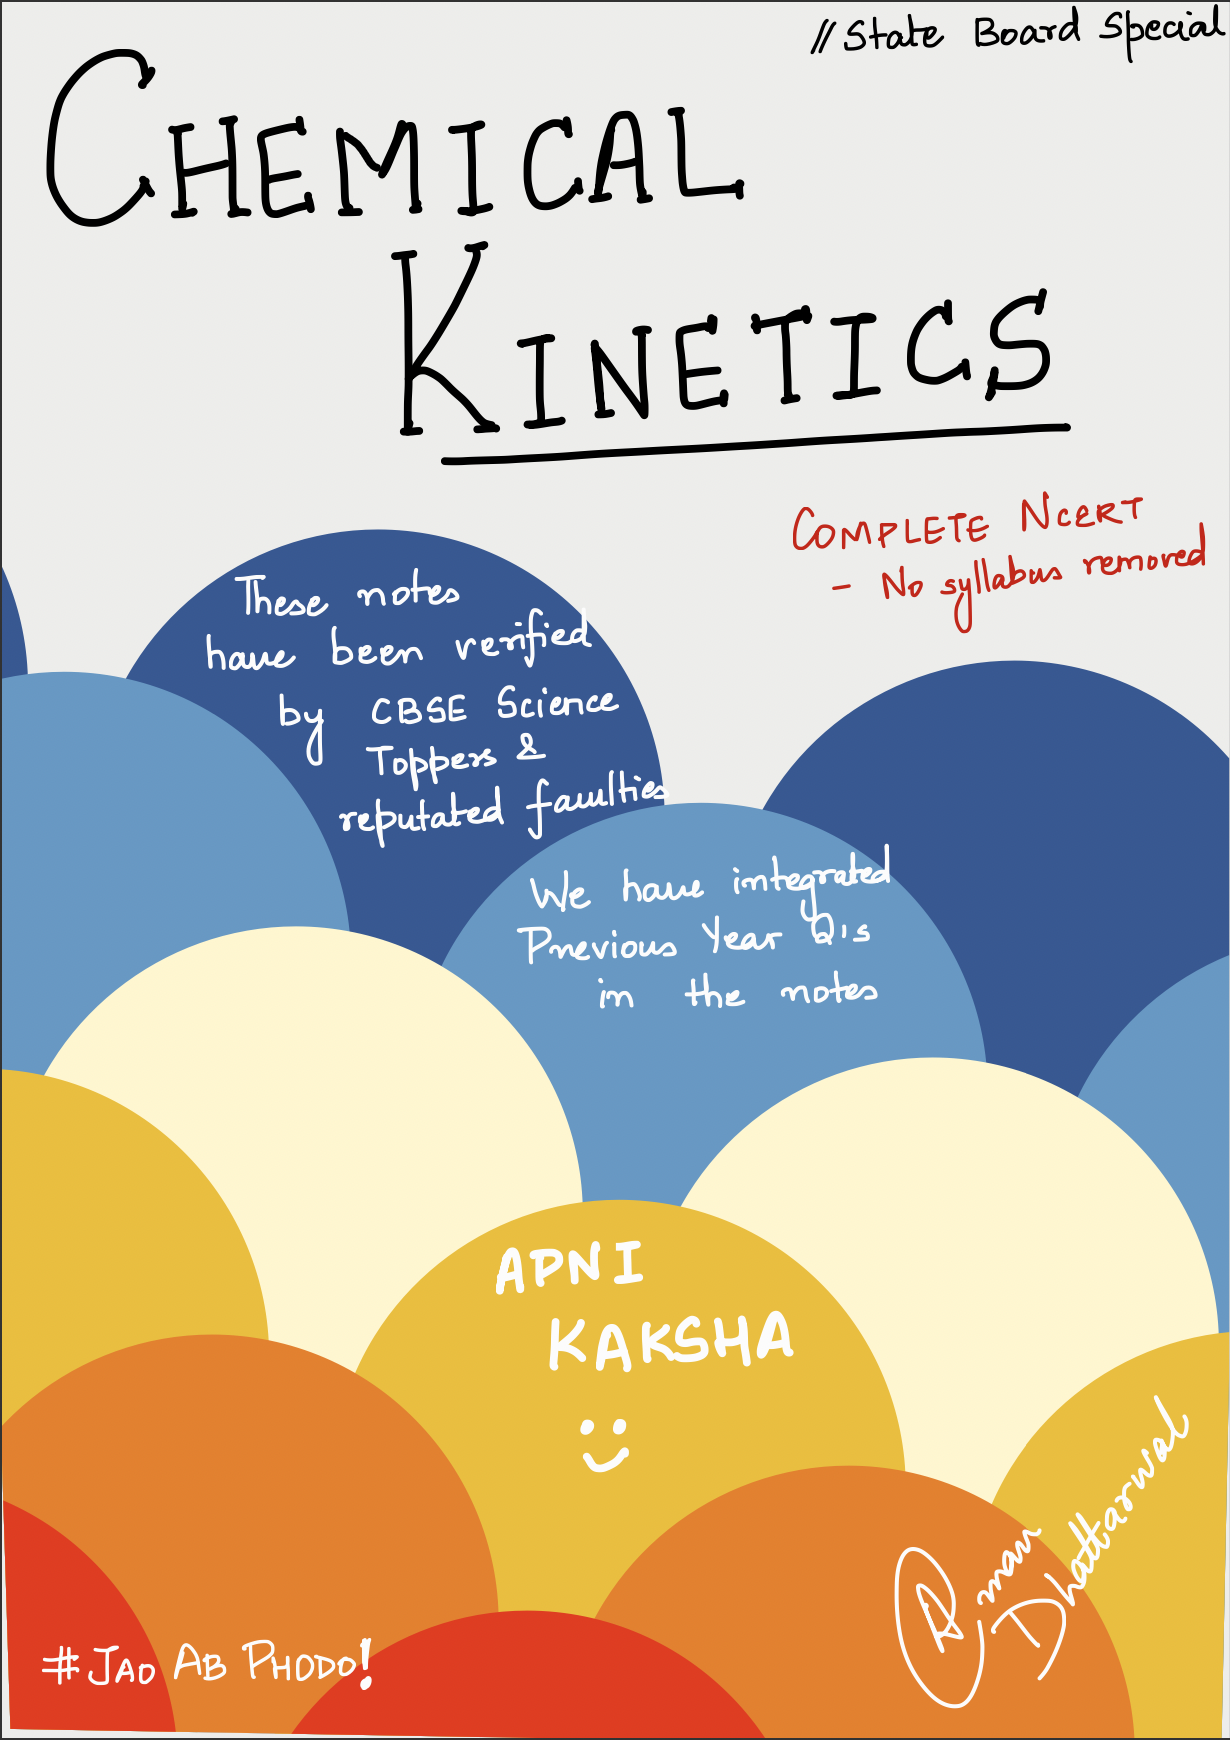 //State Board Special
CHEMICAL
KINETICS
COMPLETE NCERT
- No syllabus removed
These notes
have been verified
by CBSE Science
Toppers &
reputated faculties
We have integrated
Previous Year Q's
in the notes
APNI
KAKSHA
Aman
Dhattarwal
#JAO AB PHODO!